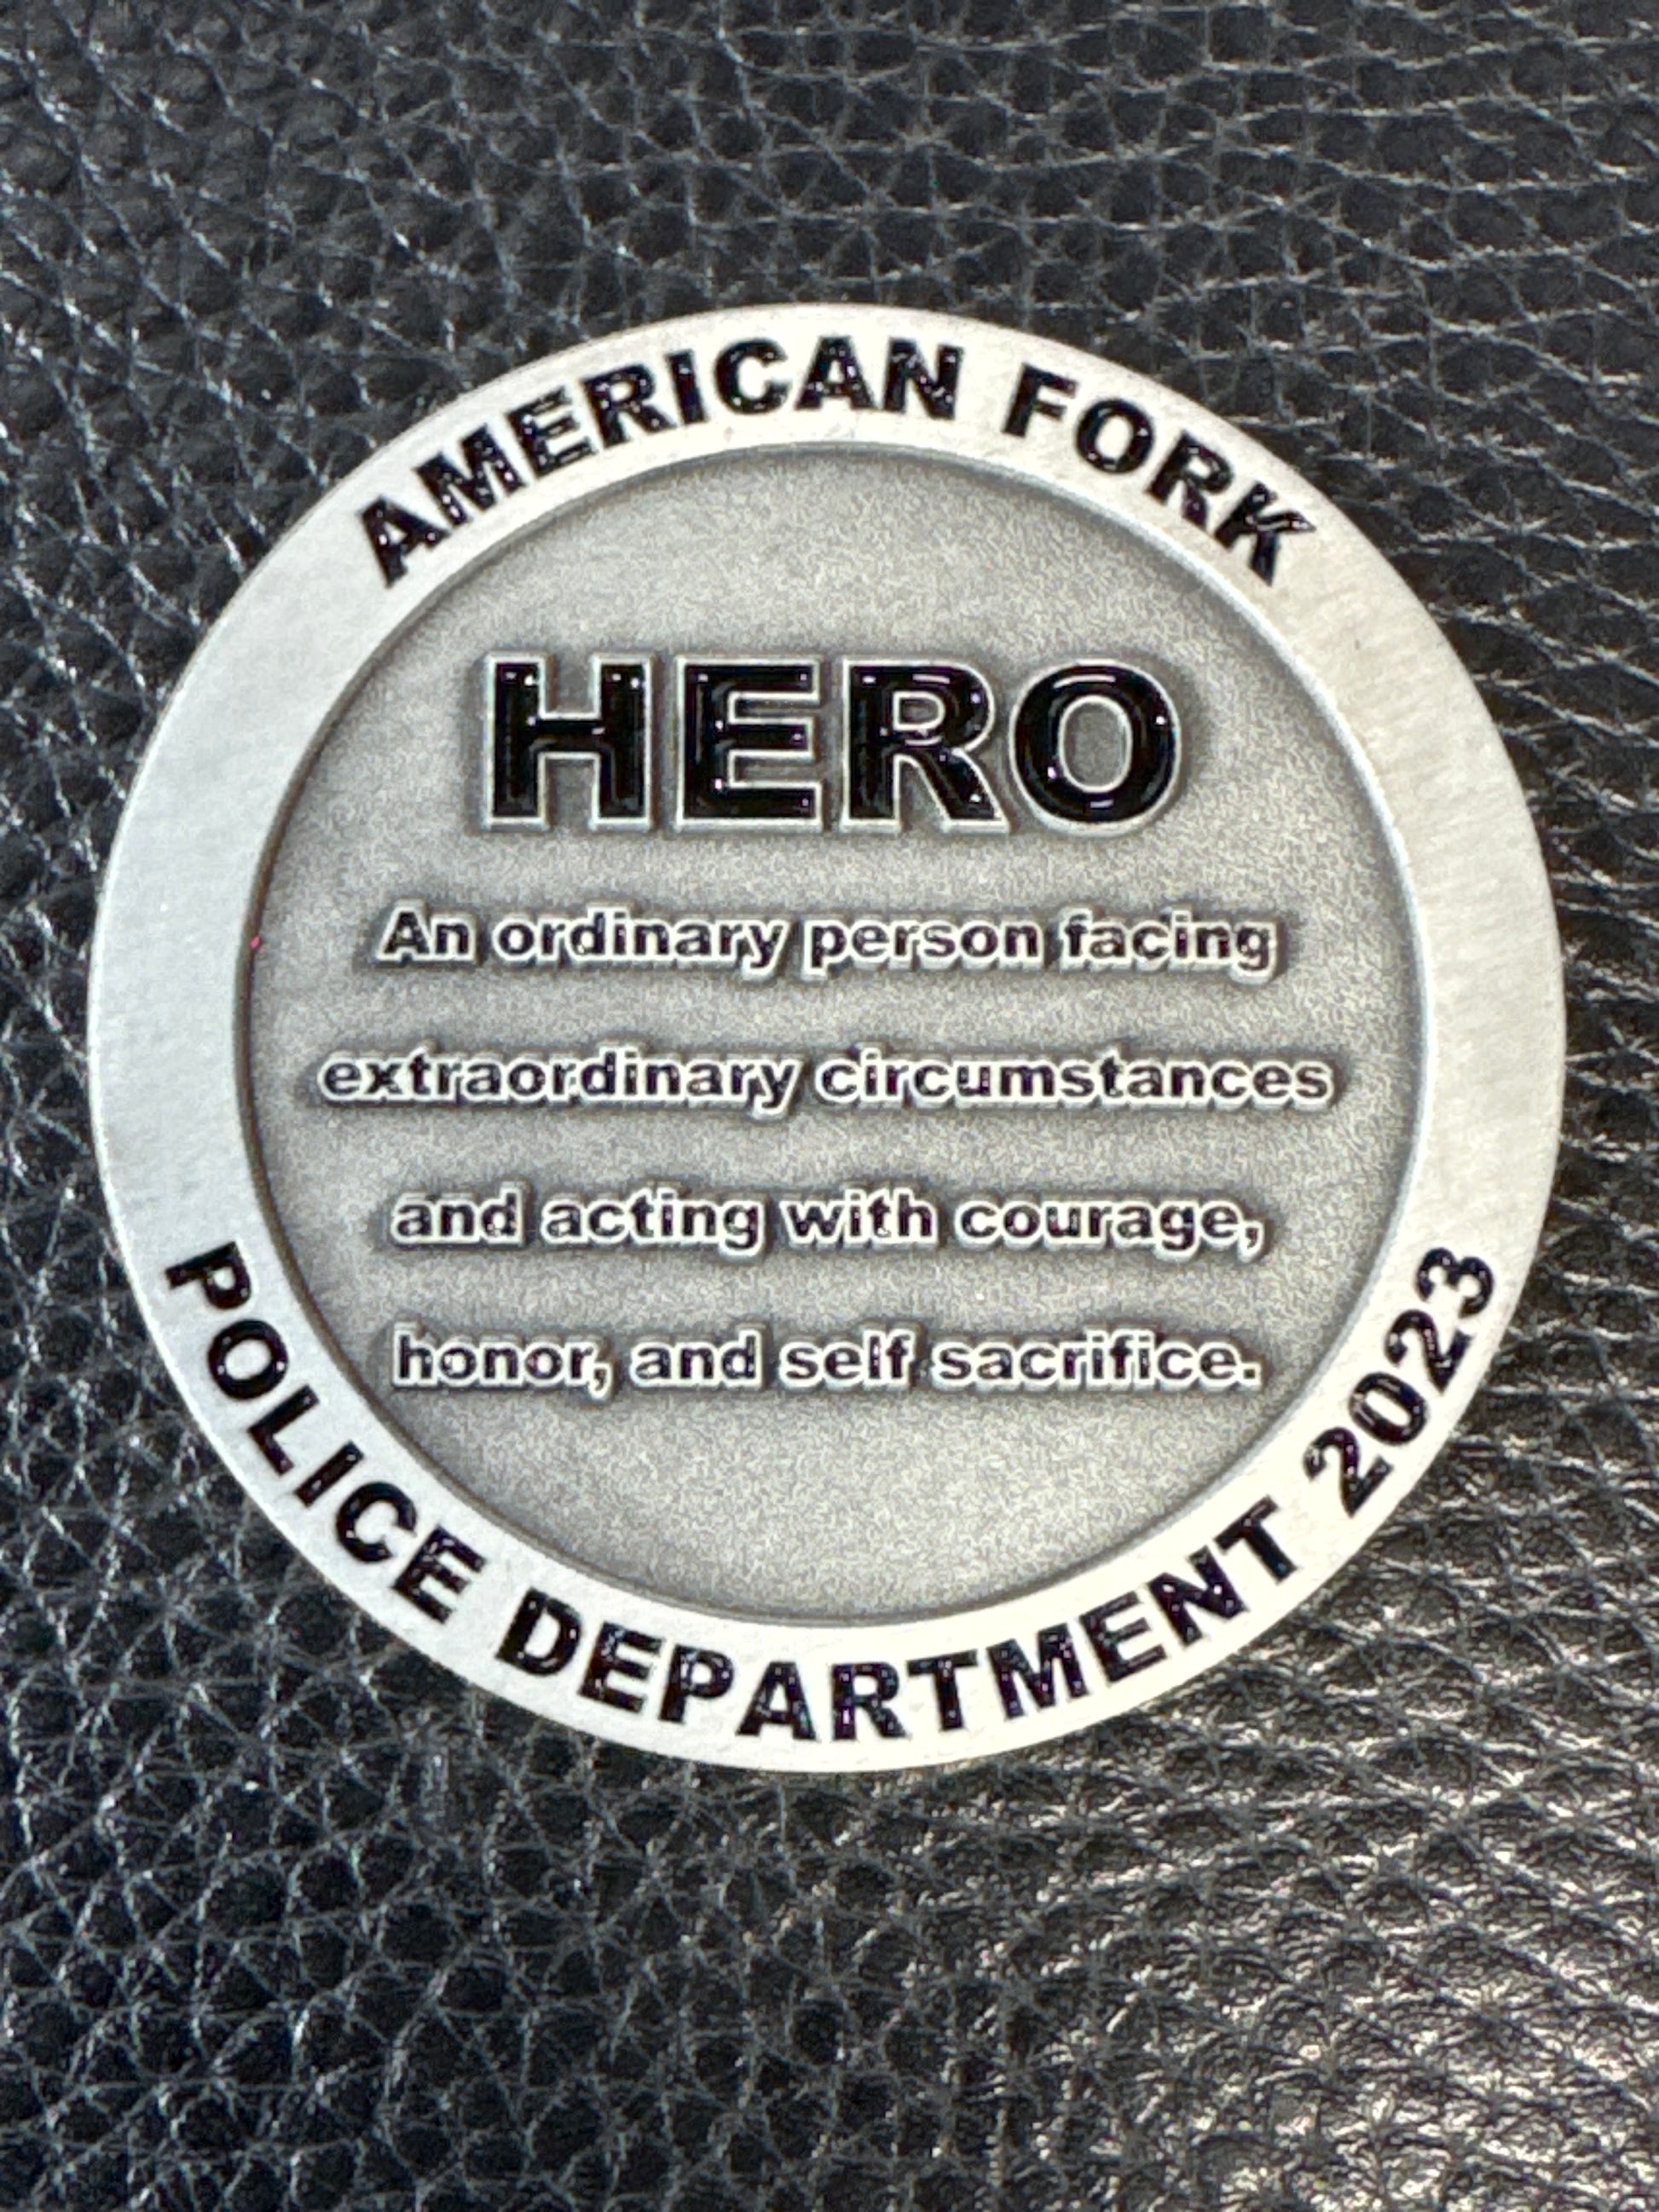 AMERICAN FORK
HERO
An ordinary person facing
extraordinary circumstances
and acting with courage,
honor, and self sacrifice.
POLICE DEPARTMENT 2023